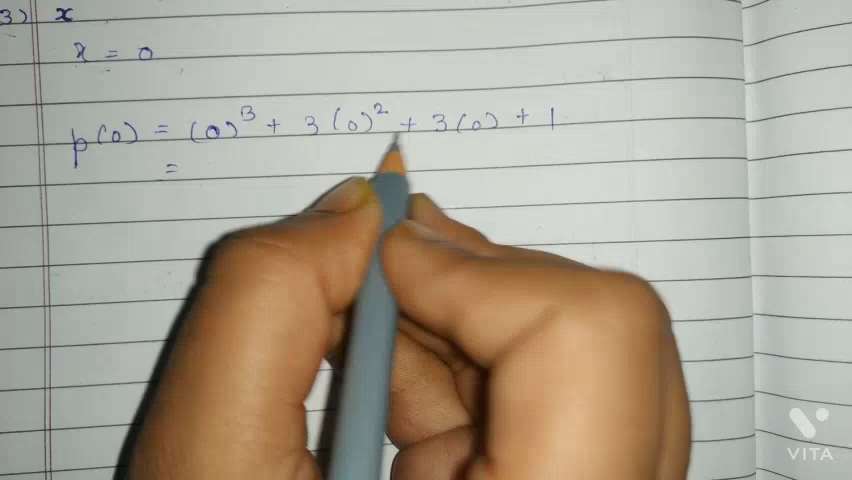 3) x
x = 0
p(0) = (0)³ + 3(0)² + 3(0) + 1
=
VITA